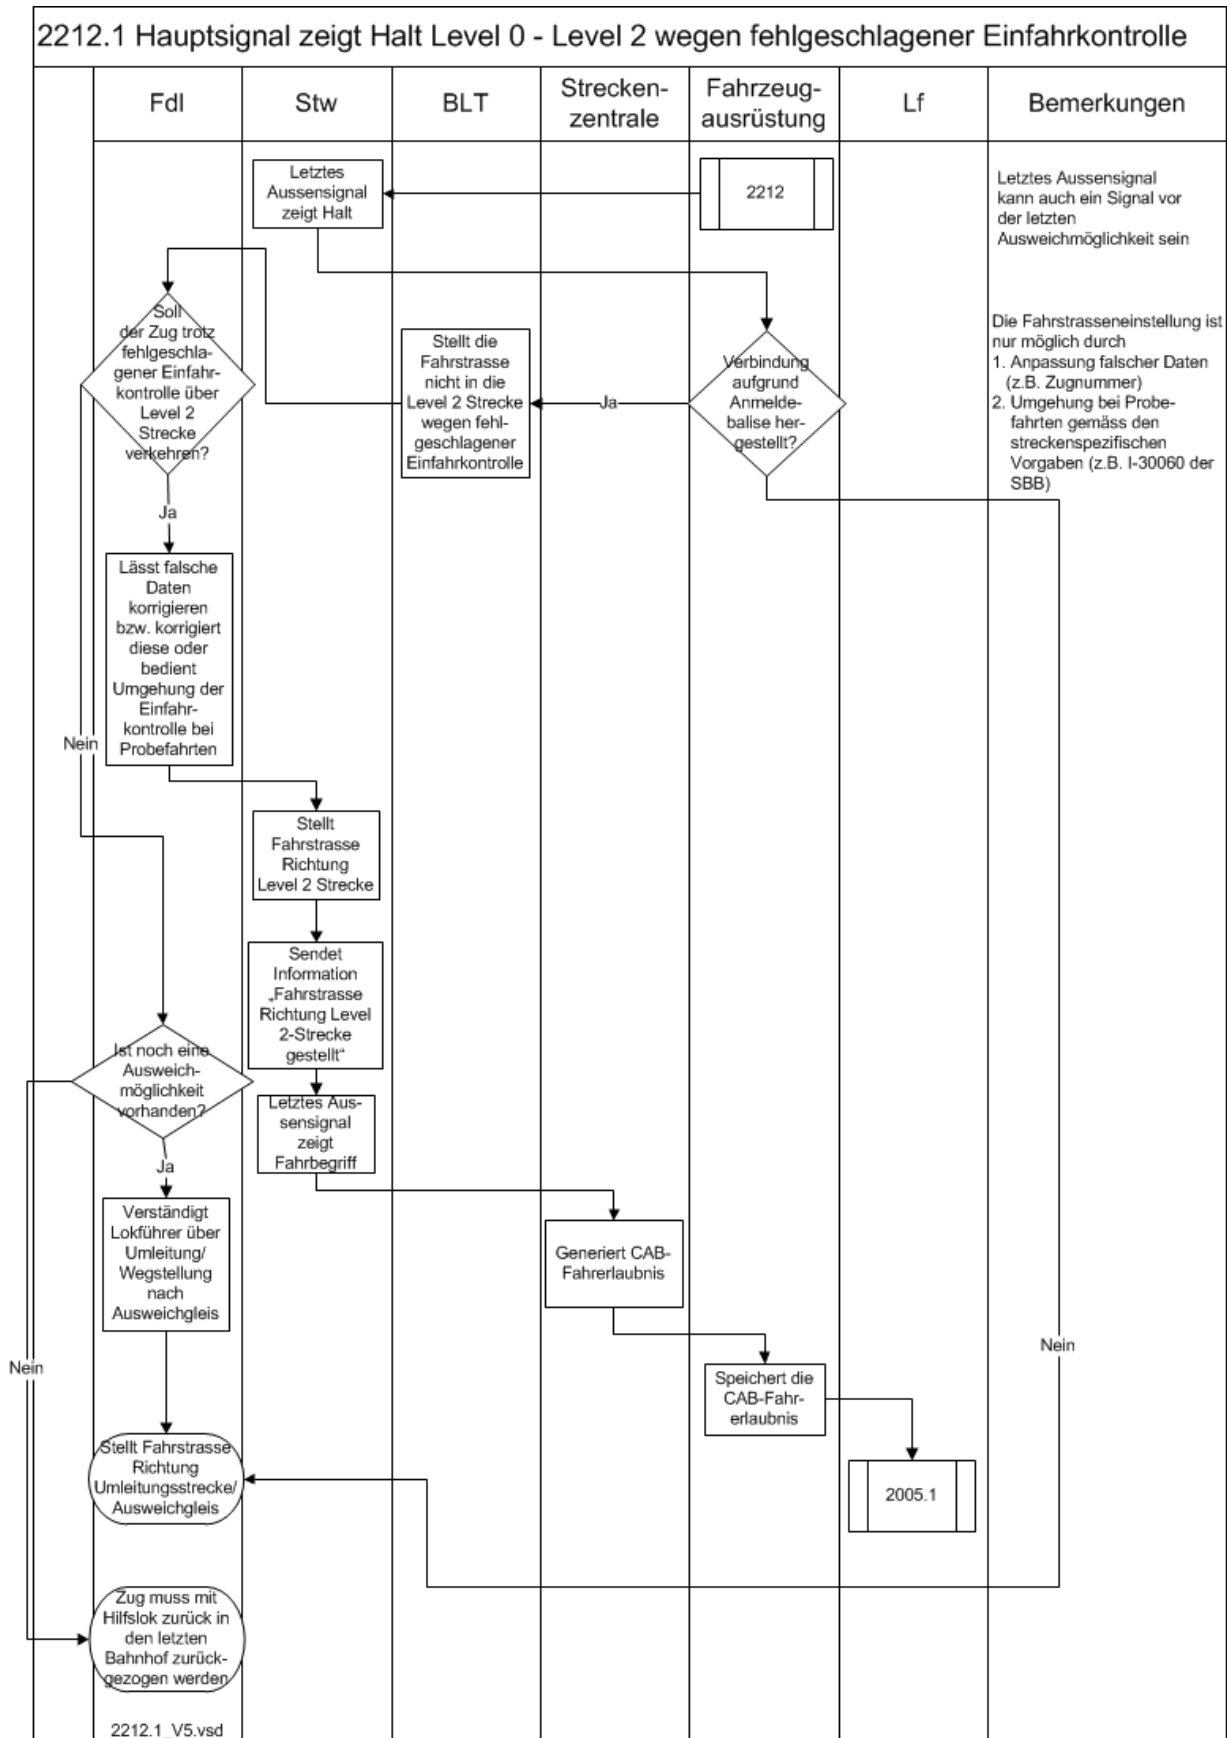 2212.1 Hauptsignal zeigt Halt Level 0 - Level 2 wegen fehlgeschlagener Einfahrkontrolle
Fdl
Stw
BLT
Strecken-
zentrale
Fahrzeug-
ausrüstung
Lf
Bemerkungen
Letztes
Aussensignal
zeigt Halt
2212
Letztes Aussensignal
kann auch ein Signal vor
der letzten
Ausweichmöglichkeit sein
Soll
der Zug trotz
fehlgeschla-
gener Einfahr-
kontrolle über
Level 2
Strecke
verkehren?
Stellt die
Fahrstrasse
nicht in die
Level 2 Strecke
wegen fehl-
geschlagener
Einfahrkontrolle
Ja
Verbindung
aufgrund
Anmelde-
balise her-
gestellt?
Die Fahrstrasseneinstellung ist
nur möglich durch
1. Anpassung falscher Daten
(z.B. Zugnummer)
2. Umgehung bei Probe-
fahrten gemäss den
streckenspezifischen
Vorgaben (z.B. I-30060 der
SBB)
Ja
Lässt falsche
Daten
korrigieren
bzw. korrigiert
diese oder
bedient
Umgehung der
Einfahr-
kontrolle bei
Probefahrten
Nein
Stellt
Fahrstrasse
Richtung
Level 2 Strecke
Sendet
Information
„Fahrstrasse
Richtung Level
2-Strecke
gestellt“
Ist noch eine
Ausweich-
möglichkeit
vorhanden?
Letztes Aus-
sensignal
zeigt
Fahrbegriff
Ja
Verständigt
Lokführer über
Umleitung/
Wegstellung
nach
Ausweichgleis
Generiert CAB-
Fahrerlaubnis
Nein
Nein
Speichert die
CAB-Fahr-
erlaubnis
Stellt Fahrstrasse
Richtung
Umleitungsstrecke/
Ausweichgleis
2005.1
Zug muss mit
Hilfslok zurück in
den letzten
Bahnhof zurück-
gezogen werden
2212.1_V5.vsd